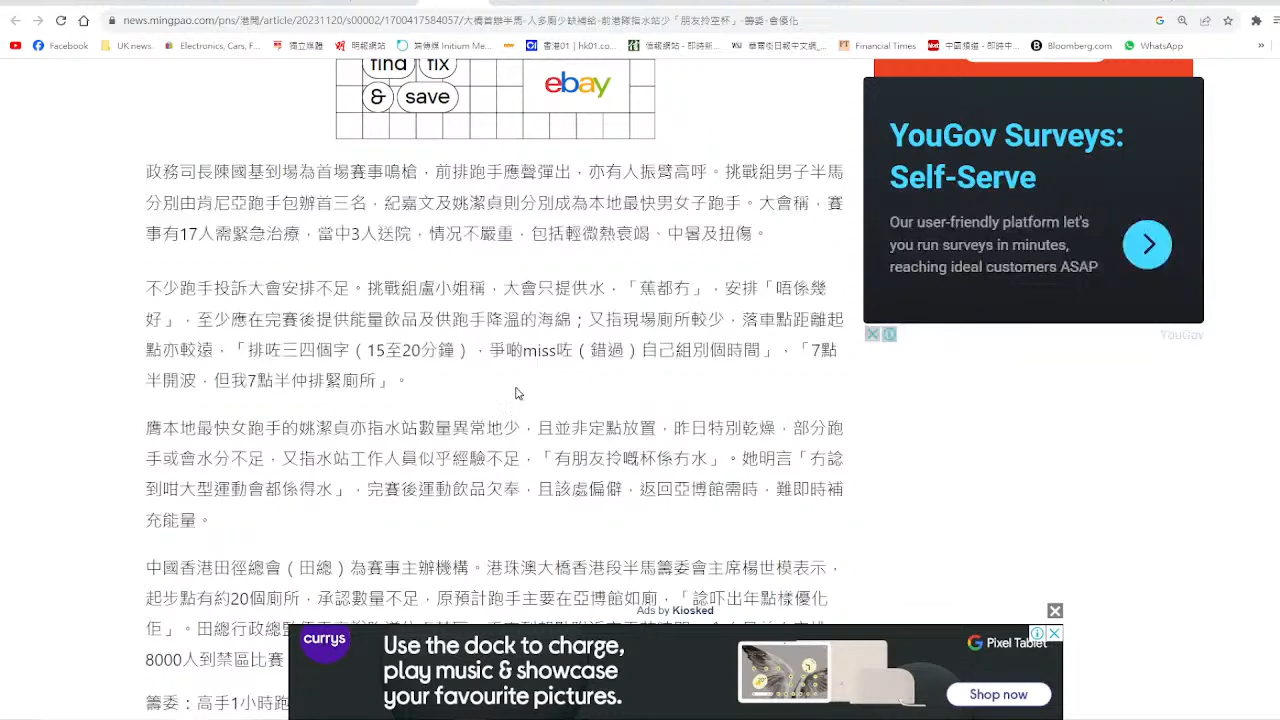 news.mingpao.com/pns/港聞/article/20231120/s00002/1700417584057/大橋首辦半馬-人多廁少缺補給-前港隊指水站少「朋友拎空杯」-籌委-會優化
Facebook UK news Electronics, Cars, F... 獨立媒體 明報新聞網 端傳媒 Initium Me... 香港01 | hk01.co... 信報網站 - 即時新... 華爾街日報中文網_... Financial Times 中國頻道 - 即時中... Bloomberg.com WhatsApp »
find fix
& save
ebay
YouGov Surveys:
Self-Serve
Our user-friendly platform let's
you run surveys in minutes,
reaching ideal customers ASAP
YouGov
政務司長陳國基到場為首場賽事鳴槍，前排跑手應聲彈出，亦有人振臂高呼。挑戰組男子半馬
分別由肯尼亞跑手包辦首三名，紀嘉文及姚潔貞則分別成為本地最快男女子跑手。大會稱，賽
事有17人需緊急治療，當中3人送院，情況不嚴重，包括輕微熱衰竭、中暑及扭傷。
不少跑手投訴大會安排不足。挑戰組盧小姐稱，大會只提供水，「蕉都冇」，安排「唔係幾
好」，至少應在完賽後提供能量飲品及供跑手降溫的海綿；又指現場廁所較少，落車點距離起
點亦較遠，「排咗三四個字（15至20分鐘），爭啲miss咗（錯過）自己組別個時間」，「7點
半開波，但我7點半仲排緊廁所」。
膺本地最快女跑手的姚潔貞亦指水站數量異常地少，且並非定點放置，昨日特別乾燥，部分跑
手或會水分不足，又指水站工作人員似乎經驗不足，「有朋友拎嘅杯係冇水」。她明言「冇諗
到咁大型運動會都係得水」，完賽後運動飲品欠奉，且該處偏僻，返回亞博館需時，難即時補
充能量。
中國香港田徑總會（田總）為賽事主辦機構。港珠澳大橋香港段半馬籌委會主席楊世模表示，
起步點有約20個廁所，承認數量不足，原預計跑手主要在亞博館如廁，「諗吓出年點樣優化
佢」。田總行政總
8000人到禁區比賽
籌委：高手1小時跑
Ads by Kiosked
currys
Use the dock to charge,
play music & showcase
your favourite pictures.
Pixel Tablet
Shop now